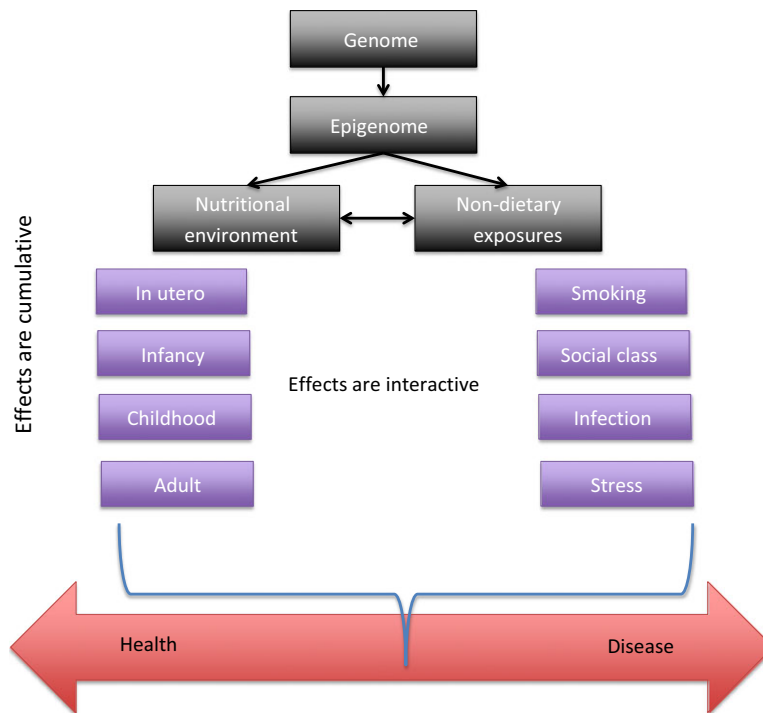 Genome
Epigenome
Nutritional
environment
Non-dietary
exposures
Effects are cumulative
In utero
Smoking
Infancy
Social class
Effects are interactive
Childhood
Infection
Adult
Stress
Health
Disease